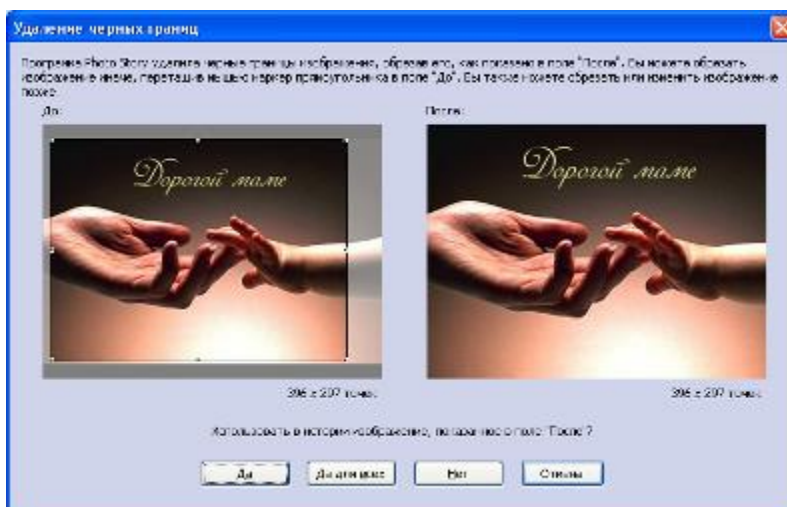 Удаление черных границ
Программа Photo Story удалила черные границы изображения, обрезав его, как показано в поле "После". Вы можете обрезать
изображение иначе, перетащив мышью маркер прямоугольника в поле "До". Вы также можете обрезать или изменить изображение
позже.
До:
После:
Дорогой маме
Дорогой маме
396 x 297 точек
396 x 297 точек
Использовать в истории изображение, показанное в поле "После"?
Да
Да для всех
Нет
Отмена